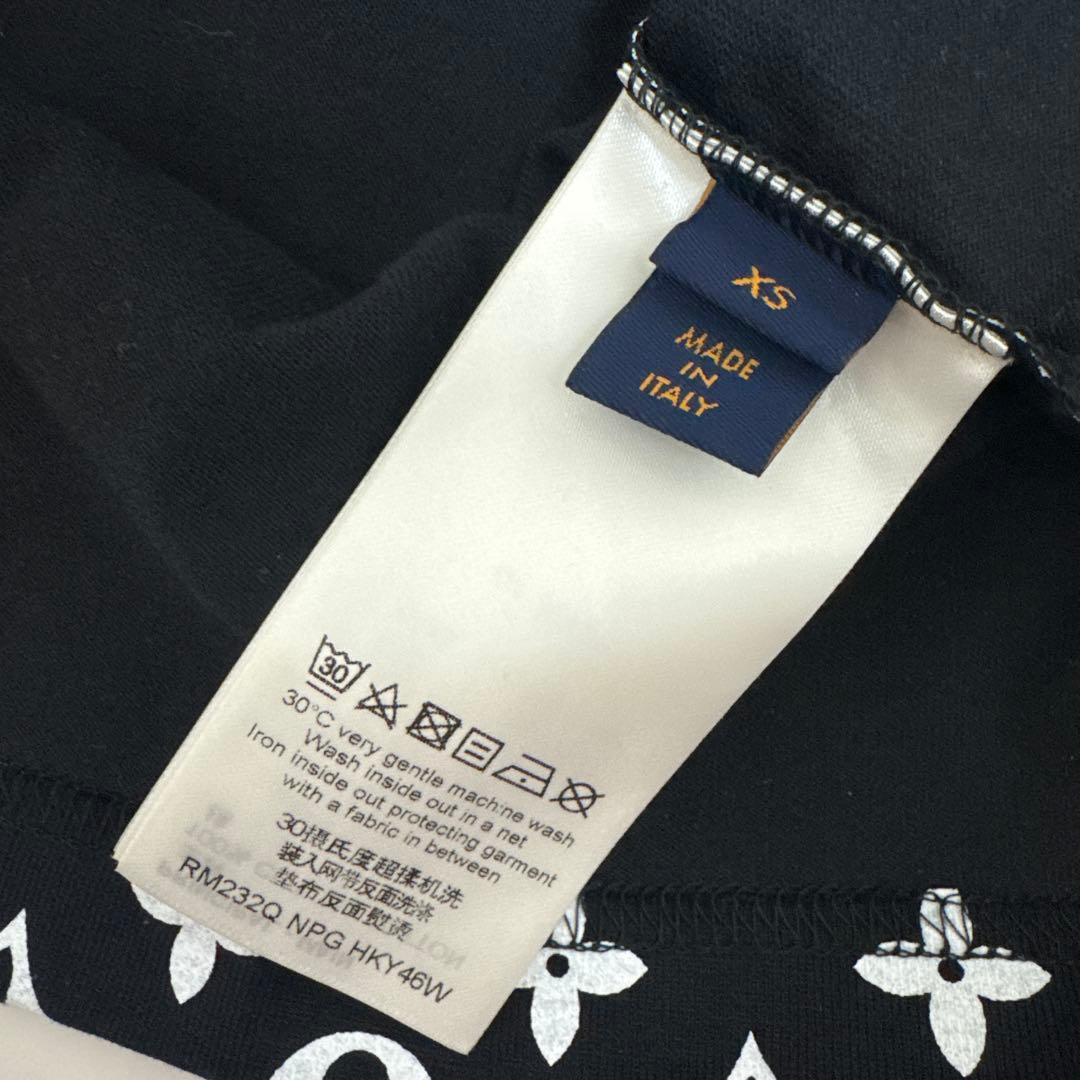 XS
MADE
IN
ITALY
30
30°C very gentle machine wash
Wash inside out in a net
Iron inside out protecting garment
with a fabric in between
30摄氏度超揉机洗
装入网带反面洗涤
垫布反面熨烫
RM232Q NPG HKY46W